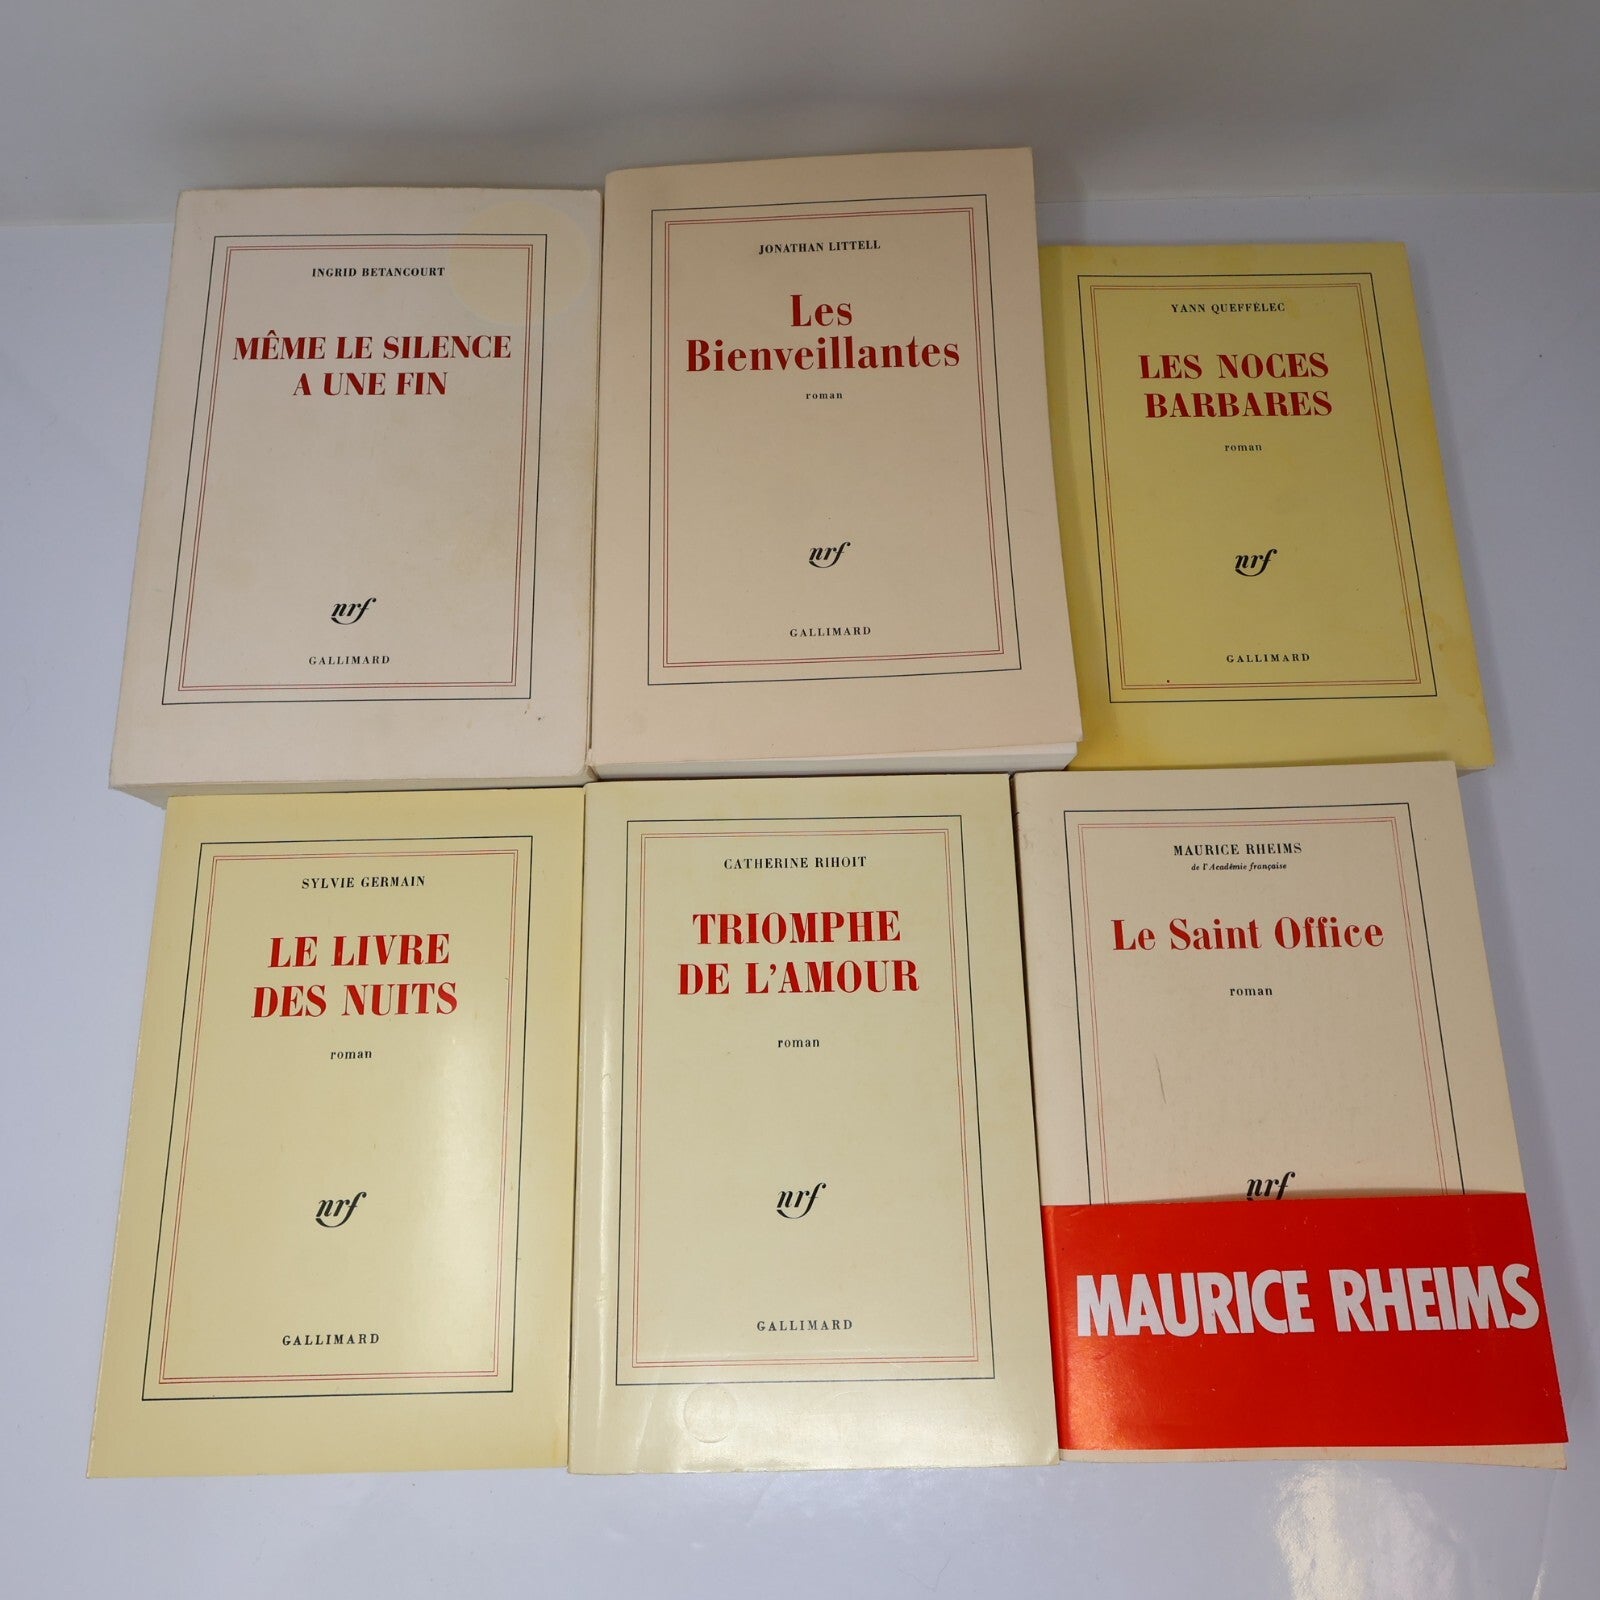 INGRID BETANCOURT
MÊME LE SILENCE
A UNE FIN
nrf
GALLIMARD
JONATHAN LITTELL
Les
Bienveillantes
roman
nrf
GALLIMARD
YANN QUEFFÉLEC
LES NOCES
BARBARES
roman
nrf
GALLIMARD
SYLVIE GERMAIN
LE LIVRE
DES NUITS
roman
nrf
GALLIMARD
CATHERINE RIHOIT
TRIOMPHE
DE L'AMOUR
roman
nrf
GALLIMARD
MAURICE RHEIMS
de l'Académie française
Le Saint Office
roman
nrf
MAURICE RHEIMS